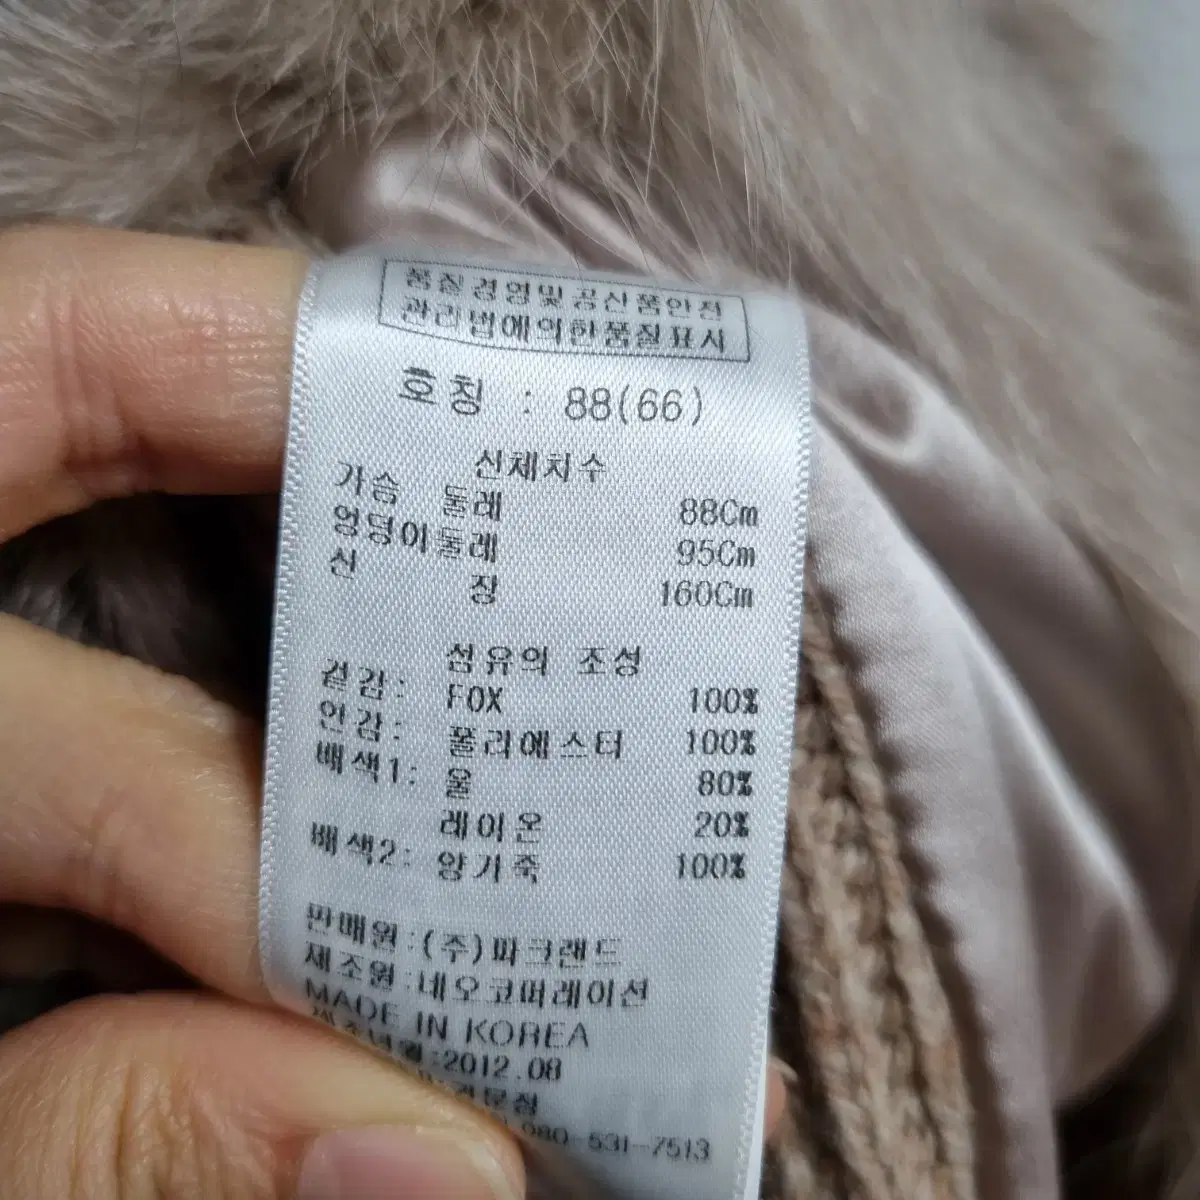 품질경영및공산품안전
관리법에의한품질표시
호칭 : 88(66)
신체치수
가슴 둘레 88Cm
엉덩이둘레 95Cm
신 장 160Cm
섬유의 조성
겉감: FOX 100%
안감: 폴리에스터 100%
배색1: 울 80%
레이온 20%
배색2: 양가죽 100%
판매원:(주)파크랜드
제조원:네오코퍼레이션
MADE IN KOREA
제조년월:2012.08
080-531-7513